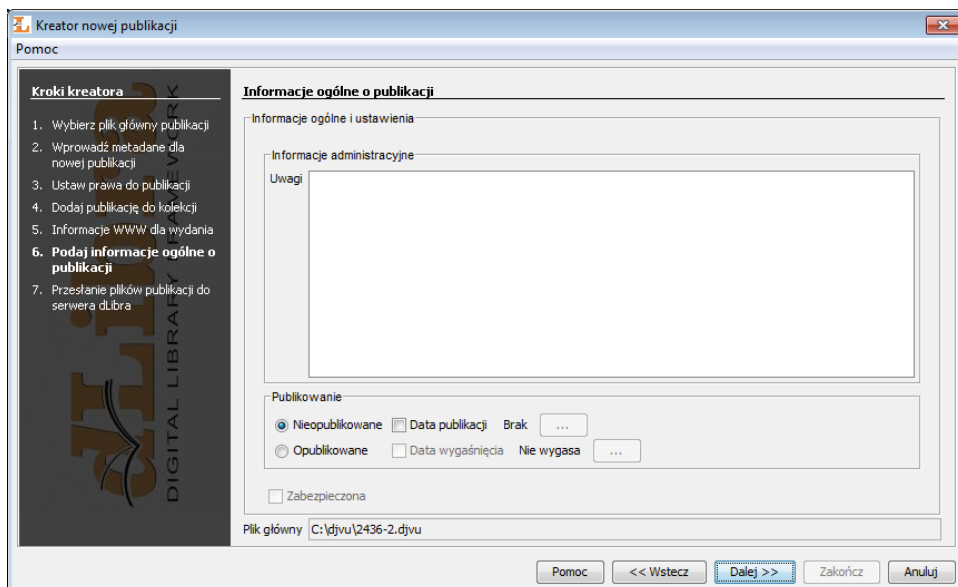 Kreator nowej publikacji
Pomoc
Kroki kreatora
1. Wybierz plik główny publikacji
2. Wprowadź metadane dla
nowej publikacji
3. Ustaw prawa do publikacji
4. Dodaj publikację do kolekcji
5. Informacje WWW dla wydania
6. Podaj informacje ogólne o
publikacji
7. Przesłanie plików publikacji do
serwera dLibra
dLibra
DIGITAL LIBRARY FRAMEWORK
Informacje ogólne o publikacji
Informacje ogólne i ustawienia
Informacje administracyjne
Uwagi
Publikowanie
Nieopublikowane Data publikacji Brak ...
Opublikowane Data wygaśnięcia Nie wygasa ...
Zabezpieczona
Plik główny C:\djvu\2436-2.djvu
Pomoc << Wstecz Dalej >> Zakończ Anuluj